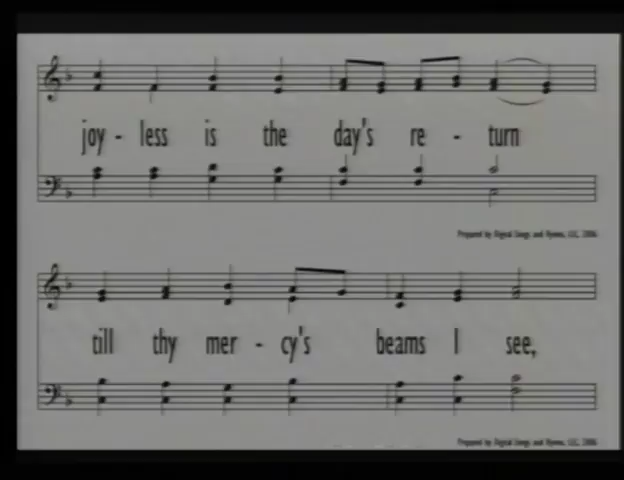 joy - less is the day's re - turn
Prepared by Digital Songs and Hymns, LLC, 2006
till thy mer - cy's beams I see,
Prepared by Digital Songs and Hymns, LLC, 2006